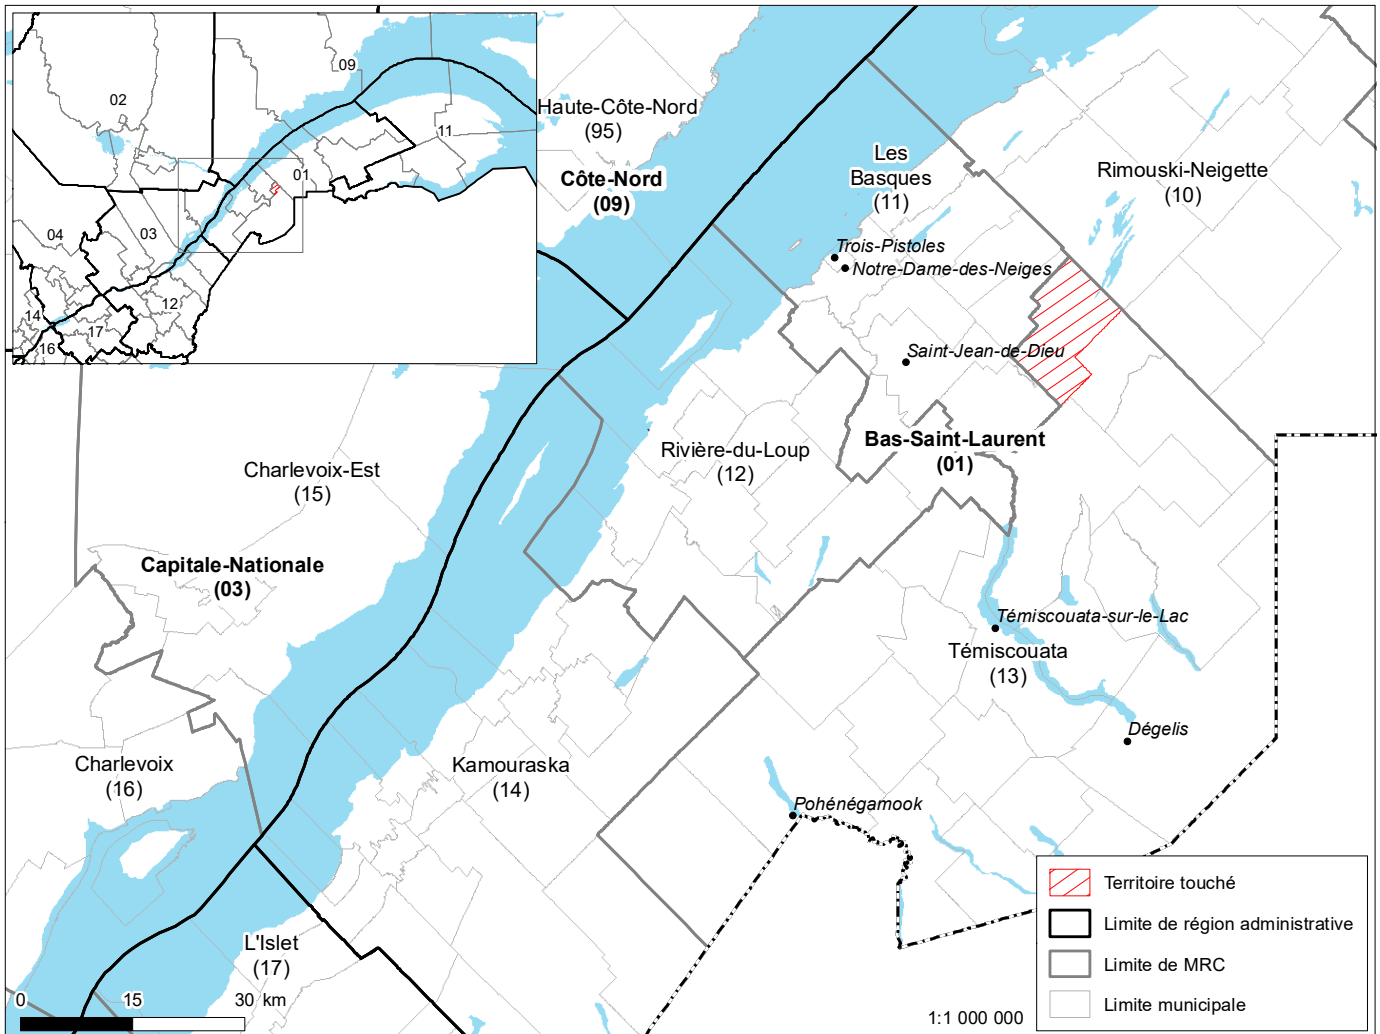 02
09
11
01
04
03
12
14
17
16
Haute-Côte-Nord
(95)
Côte-Nord
(09)
Les
Basques
(11)
Rimouski-Neigette
(10)
Trois-Pistoles
Notre-Dame-des-Neiges
Saint-Jean-de-Dieu
Bas-Saint-Laurent
(01)
Rivière-du-Loup
(12)
Charlevoix-Est
(15)
Capitale-Nationale
(03)
Témiscouata-sur-le-Lac
Témiscouata
(13)
Dégelis
Charlevoix
(16)
Kamouraska
(14)
Pohénégamook
L'Islet
(17)
0 15 30 km
1:1 000 000
Territoire touché
Limite de région administrative
Limite de MRC
Limite municipale